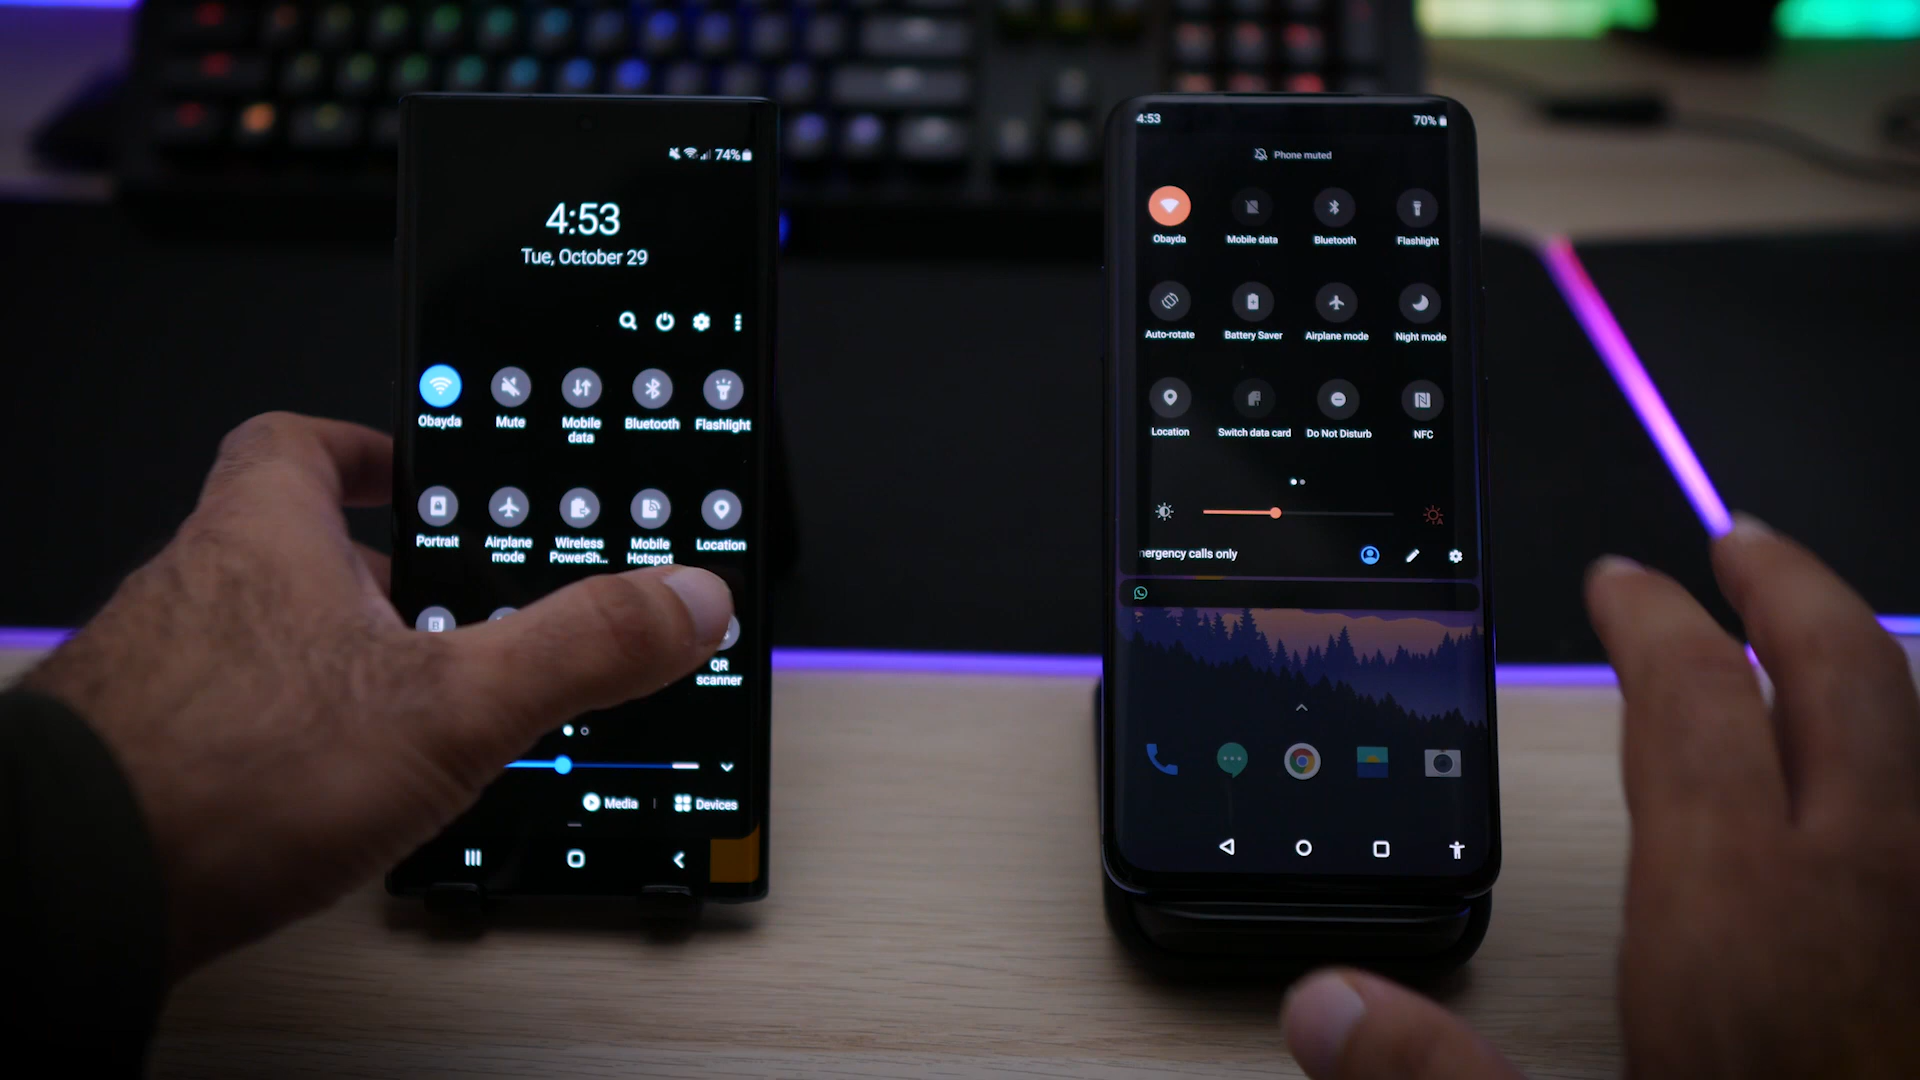 74%
4:53
Tue, October 29
Obayda
Mute
Mobile
data
Bluetooth
Flashlight
Portrait
Airplane
mode
Wireless
PowerSh...
Mobile
Hotspot
Location
QR
scanner
Media
Devices
4:53
70%
Phone muted
Obayda
Mobile data
Bluetooth
Flashlight
Auto-rotate
Battery Saver
Airplane mode
Night mode
Location
Switch data card
Do Not Disturb
NFC
mergency calls only